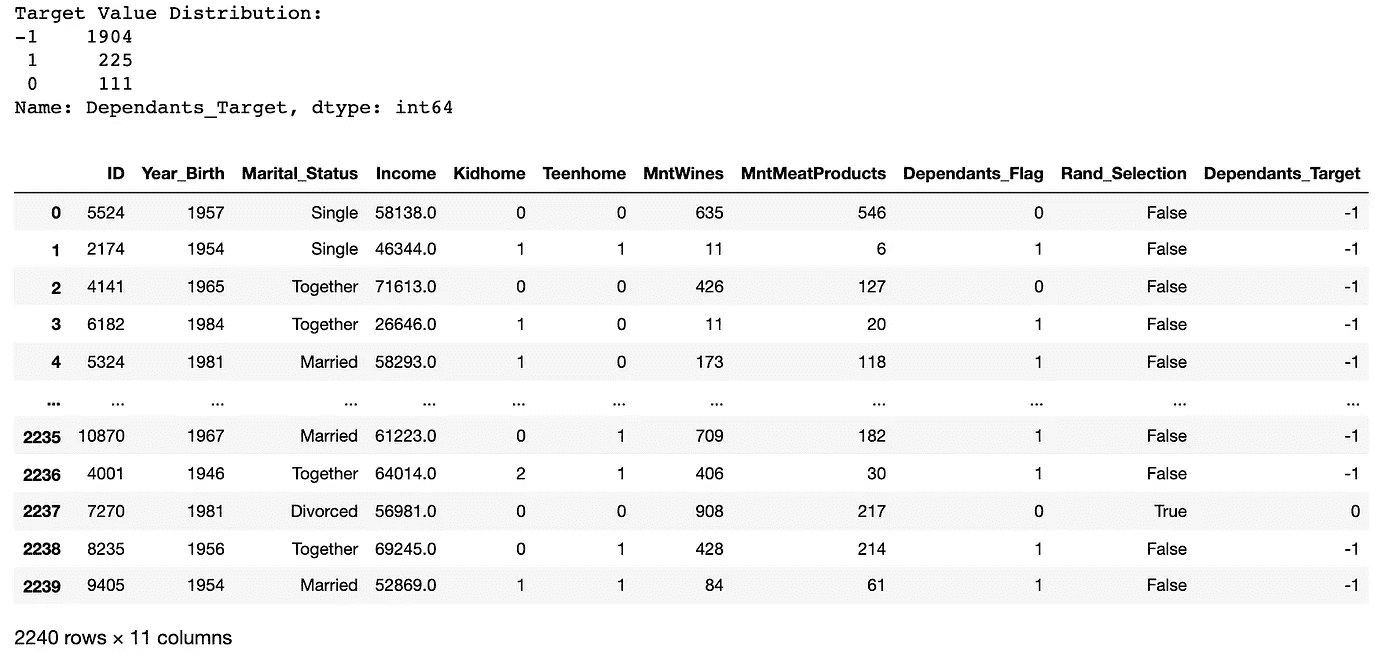 Target Value Distribution:
-1    1904
 1     225
 0     111
Name: Dependants_Target, dtype: int64
ID Year_Birth Marital_Status Income Kidhome Teenhome MntWines MntMeatProducts Dependants_Flag Rand_Selection Dependants_Target
0 5524 1957 Single 58138.0 0 0 635 546 0 False -1
1 2174 1954 Single 46344.0 1 1 11 6 1 False -1
2 4141 1965 Together 71613.0 0 0 426 127 0 False -1
3 6182 1984 Together 26646.0 1 0 11 20 1 False -1
4 5324 1981 Married 58293.0 1 0 173 118 1 False -1
... ... ... ... ... ... ... ... ... ... ... ...
2235 10870 1967 Married 61223.0 0 1 709 182 1 False -1
2236 4001 1946 Together 64014.0 2 1 406 30 1 False -1
2237 7270 1981 Divorced 56981.0 0 0 908 217 0 True 0
2238 8235 1956 Together 69245.0 0 1 428 214 1 False -1
2239 9405 1954 Married 52869.0 1 1 84 61 1 False -1
2240 rows × 11 columns